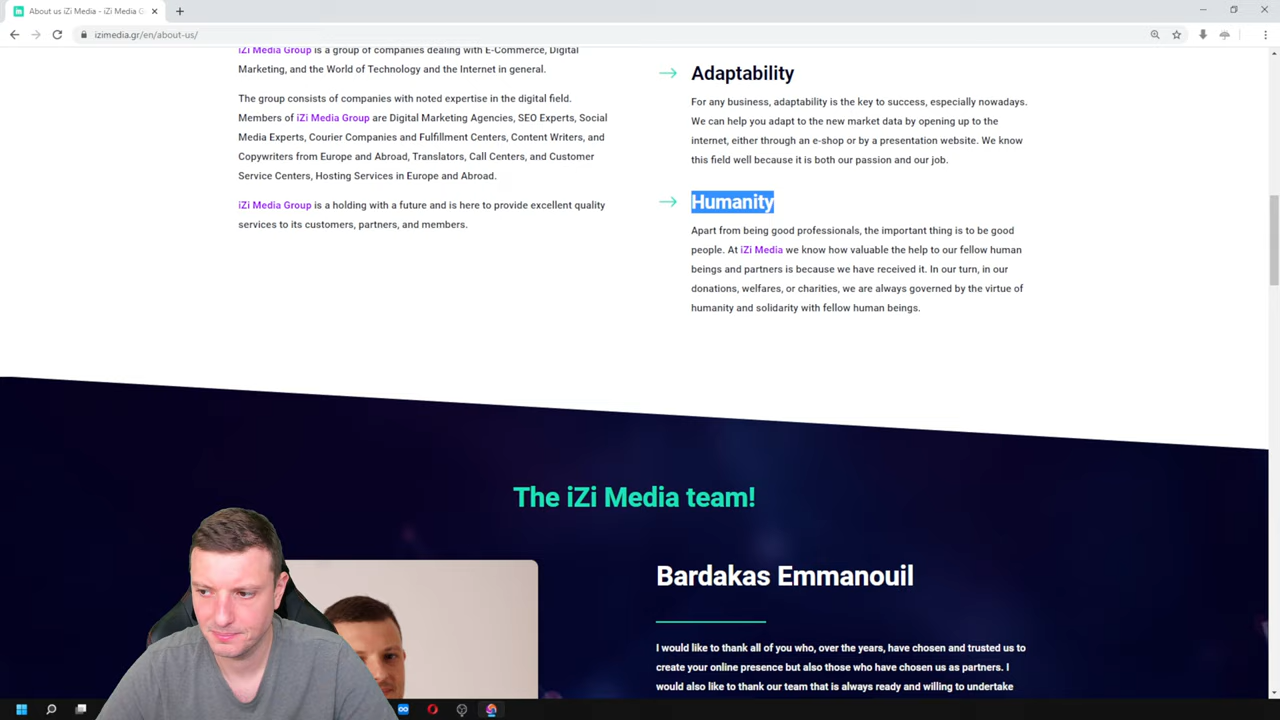 About us iZi Media - iZi Media G
izimedia.gr/en/about-us/
iZi Media Group is a group of companies dealing with E-Commerce, Digital
Marketing, and the World of Technology and the Internet in general.
The group consists of companies with noted expertise in the digital field.
Members of iZi Media Group are Digital Marketing Agencies, SEO Experts, Social
Media Experts, Courier Companies and Fulfillment Centers, Content Writers, and
Copywriters from Europe and Abroad, Translators, Call Centers, and Customer
Service Centers, Hosting Services in Europe and Abroad.
iZi Media Group is a holding with a future and is here to provide excellent quality
services to its customers, partners, and members.
Adaptability
For any business, adaptability is the key to success, especially nowadays.
We can help you adapt to the new market data by opening up to the
internet, either through an e-shop or by a presentation website. We know
this field well because it is both our passion and our job.
Humanity
Apart from being good professionals, the important thing is to be good
people. At iZi Media we know how valuable the help to our fellow human
beings and partners is because we have received it. In our turn, in our
donations, welfares, or charities, we are always governed by the virtue of
humanity and solidarity with fellow human beings.
The iZi Media team!
Bardakas Emmanouil
I would like to thank all of you who, over the years, have chosen and trusted us to
create your online presence but also those who have chosen us as partners. I
would also like to thank our team that is always ready and willing to undertake